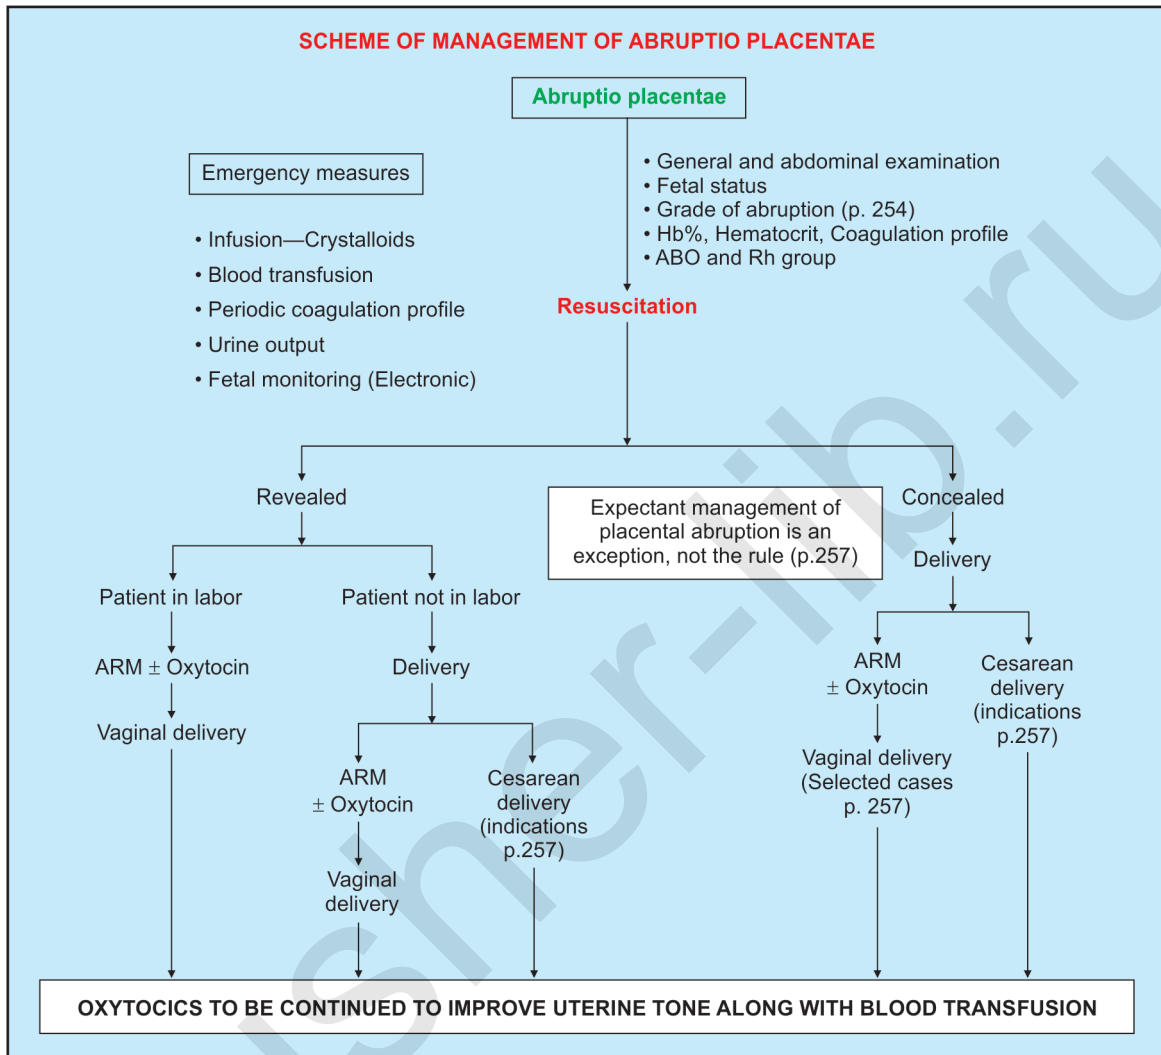 SCHEME OF MANAGEMENT OF ABRUPTIO PLACENTAE
Abruptio placentae
• General and abdominal examination
• Fetal status
• Grade of abruption (p. 254)
• Hb%, Hematocrit, Coagulation profile
• ABO and Rh group
Emergency measures
• Infusion—Crystalloids
• Blood transfusion
• Periodic coagulation profile
• Urine output
• Fetal monitoring (Electronic)
Resuscitation
Revealed
Expectant management of
placental abruption is an
exception, not the rule (p.257)
Concealed
Delivery
Patient in labor
Patient not in labor
ARM ± Oxytocin
Delivery
Vaginal delivery
ARM
± Oxytocin
Vaginal
delivery
Cesarean
delivery
(indications
p.257)
ARM
± Oxytocin
Vaginal delivery
(Selected cases
p. 257)
Cesarean
delivery
(indications
p.257)
OXYTOCICS TO BE CONTINUED TO IMPROVE UTERINE TONE ALONG WITH BLOOD TRANSFUSION
usher-lib.ru